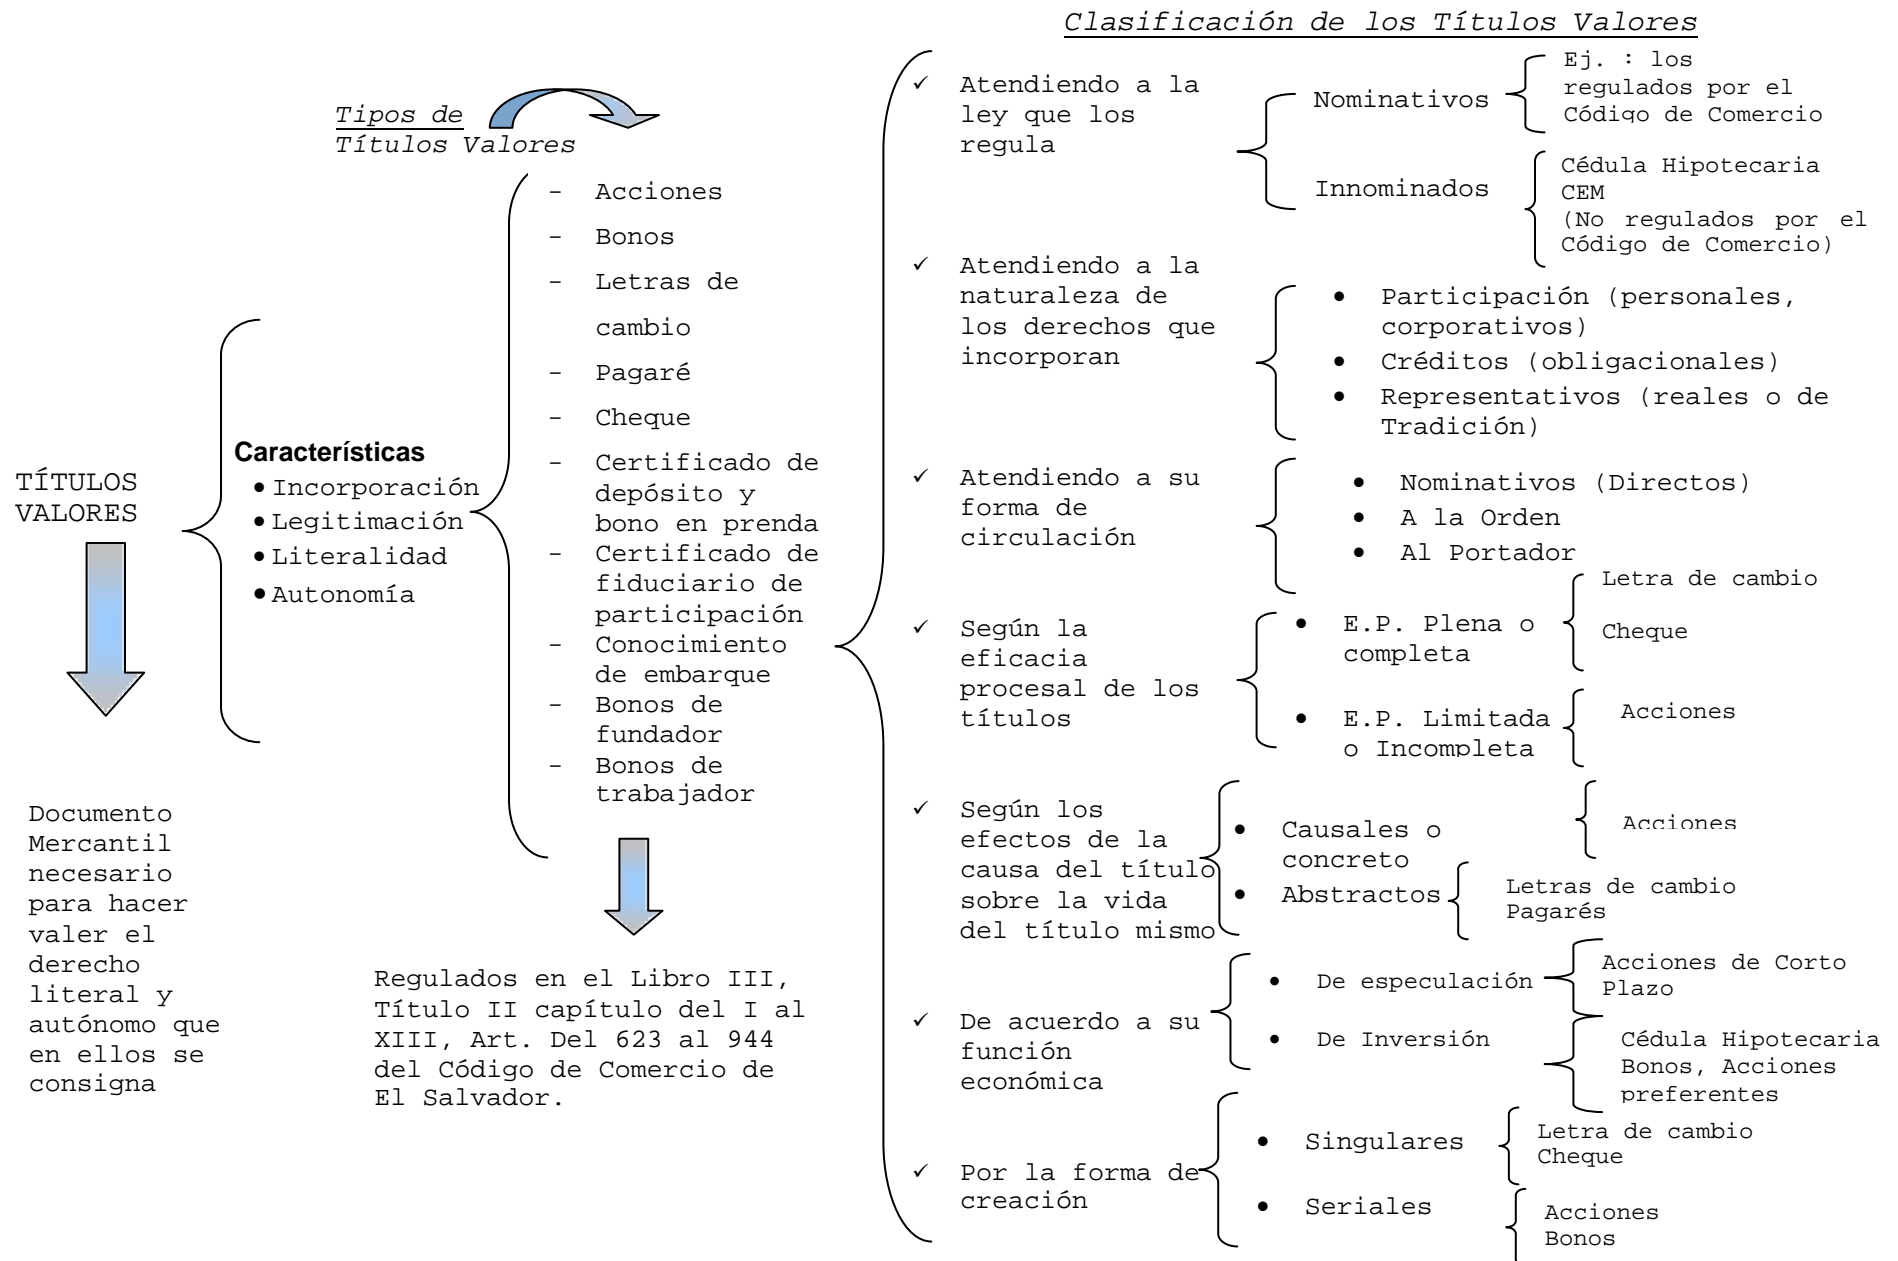 Clasificación de los Títulos Valores
Tipos de
Títulos Valores
TÍTULOS
VALORES
Documento
Mercantil
necesario
para hacer
valer el
derecho
literal y
autónomo que
en ellos se
consigna
Características
• Incorporación
• Legitimación
• Literalidad
• Autonomía
- Acciones
- Bonos
- Letras de
cambio
- Pagaré
- Cheque
- Certificado de
depósito y
bono en prenda
- Certificado de
fiduciario de
participación
- Conocimiento
de embarque
- Bonos de
fundador
- Bonos de
trabajador
Regulados en el Libro III,
Título II capítulo del I al
XIII, Art. Del 623 al 944
del Código de Comercio de
El Salvador.
✓ Atendiendo a la
ley que los
regula
Nominativos
Ej. : los
regulados por el
Código de Comercio
Innominados
Cédula Hipotecaria
CEM
(No regulados por el
Código de Comercio)
✓ Atendiendo a la
naturaleza de
los derechos que
incorporan
• Participación (personales,
corporativos)
• Créditos (obligacionales)
• Representativos (reales o de
Tradición)
✓ Atendiendo a su
forma de
circulación
• Nominativos (Directos)
• A la Orden
• Al Portador
✓ Según la
eficacia
procesal de los
títulos
• E.P. Plena o
completa
Letra de cambio
Cheque
• E.P. Limitada
o Incompleta
Acciones
✓ Según los
efectos de la
causa del título
sobre la vida
del título mismo
• Causales o
concreto
Acciones
• Abstractos
Letras de cambio
Pagarés
✓ De acuerdo a su
función
económica
• De especulación
Acciones de Corto
Plazo
• De Inversión
Cédula Hipotecaria
Bonos, Acciones
preferentes
✓ Por la forma de
creación
• Singulares
Letra de cambio
Cheque
• Seriales
Acciones
Bonos